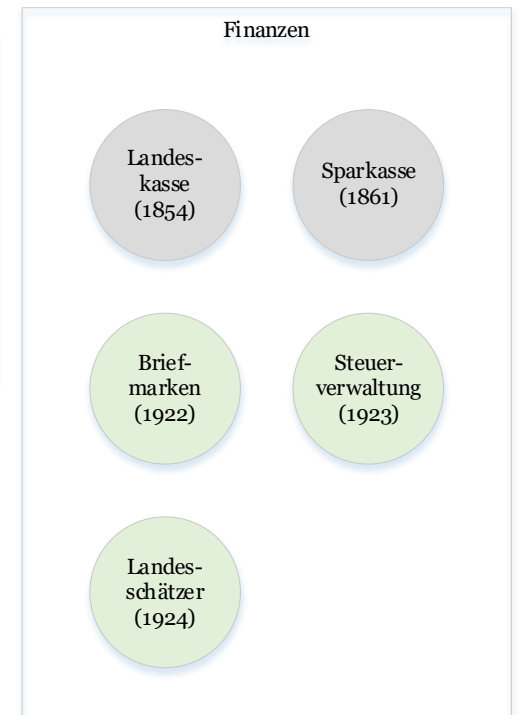 Finanzen
Landes-
kasse
(1854)
Sparkasse
(1861)
Brief-
marken
(1922)
Steuer-
verwaltung
(1923)
Landes-
schätzer
(1924)